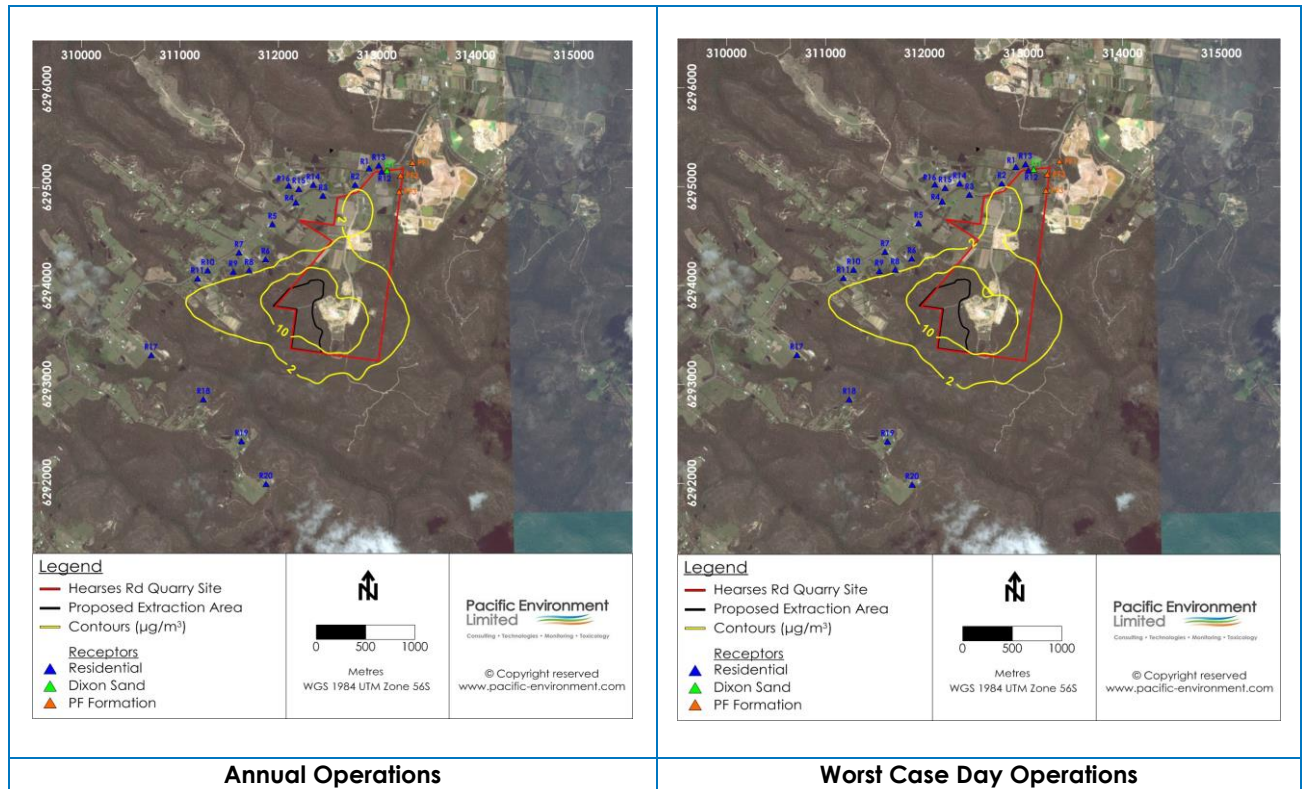 310000 311000 312000 313000 314000 315000
6296000
6295000
6294000
6293000
6292000
R1
R13
R12
R2
R16
R15
R14
R3
R4
R5
R7
R6
R10
R9
R8
R11
R17
R18
R19
R20
2
10
2
Legend
Hearses Rd Quarry Site
Proposed Extraction Area
Contours (µg/m³)
Receptors
Residential
Dixon Sand
PF Formation
N
0 500 1000
Metres
WGS 1984 UTM Zone 56S
Pacific Environment
Limited
Consulting • Technologies • Monitoring • Toxicology
© Copyright reserved
www.pacific-environment.com
Annual Operations
310000 311000 312000 313000 314000 315000
6296000
6295000
6294000
6293000
6292000
R1
R13
R12
R2
R16
R15
R14
R3
R4
R5
R7
R6
R10
R9
R8
R11
R17
R18
R19
R20
2
10
2
Legend
Hearses Rd Quarry Site
Proposed Extraction Area
Contours (µg/m³)
Receptors
Residential
Dixon Sand
PF Formation
N
0 500 1000
Metres
WGS 1984 UTM Zone 56S
Pacific Environment
Limited
Consulting • Technologies • Monitoring • Toxicology
© Copyright reserved
www.pacific-environment.com
Worst Case Day Operations